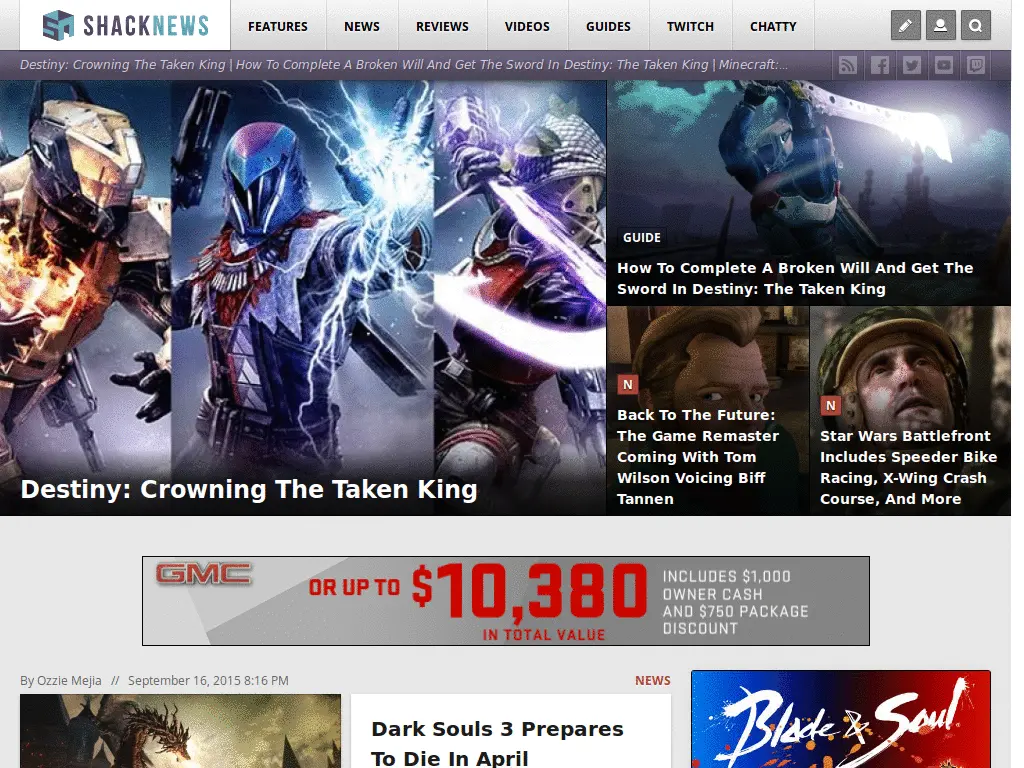 SHACKNEWS
FEATURES
NEWS
REVIEWS
VIDEOS
GUIDES
TWITCH
CHATTY
Destiny: Crowning The Taken King | How To Complete A Broken Will And Get The Sword In Destiny: The Taken King | Minecraft:...
Destiny: Crowning The Taken King
GUIDE
How To Complete A Broken Will And Get The
Sword In Destiny: The Taken King
N
Back To The Future:
The Game Remaster
Coming With Tom
Wilson Voicing Biff
Tannen
N
Star Wars Battlefront
Includes Speeder Bike
Racing, X-Wing Crash
Course, And More
GMC
OR UP TO $10,380
IN TOTAL VALUE
INCLUDES $1,000
OWNER CASH
AND $750 PACKAGE
DISCOUNT
By Ozzie Mejia // September 16, 2015 8:16 PM
NEWS
Dark Souls 3 Prepares
To Die In April
Blade & Soul